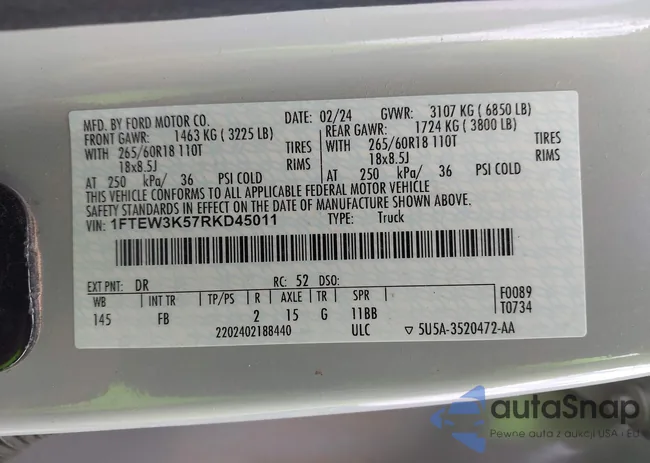 MFD. BY FORD MOTOR CO. DATE: 02/24 GVWR: 3107 KG ( 6850 LB)
FRONT GAWR: 1463 KG ( 3225 LB) REAR GAWR: 1724 KG ( 3800 LB)
WITH 265/60R18 110T TIRES WITH 265/60R18 110T TIRES
18x8.5J RIMS 18x8.5J RIMS
AT 250 kPa/ 36 PSI COLD AT 250 kPa/ 36 PSI COLD
THIS VEHICLE CONFORMS TO ALL APPLICABLE FEDERAL MOTOR VEHICLE
SAFETY STANDARDS IN EFFECT ON THE DATE OF MANUFACTURE SHOWN ABOVE.
VIN: 1FTEW3K57RKD45011 TYPE: Truck
EXT PNT: DR RC: 52 DSO:
WB INT TR TP/PS R AXLE TR SPR F0089
145 FB 2 15 G 11BB T0734
2202402188440 ULC ▽ 5U5A-3520472-AA
autaSnap
Pewne auta z aukcji USA i EU